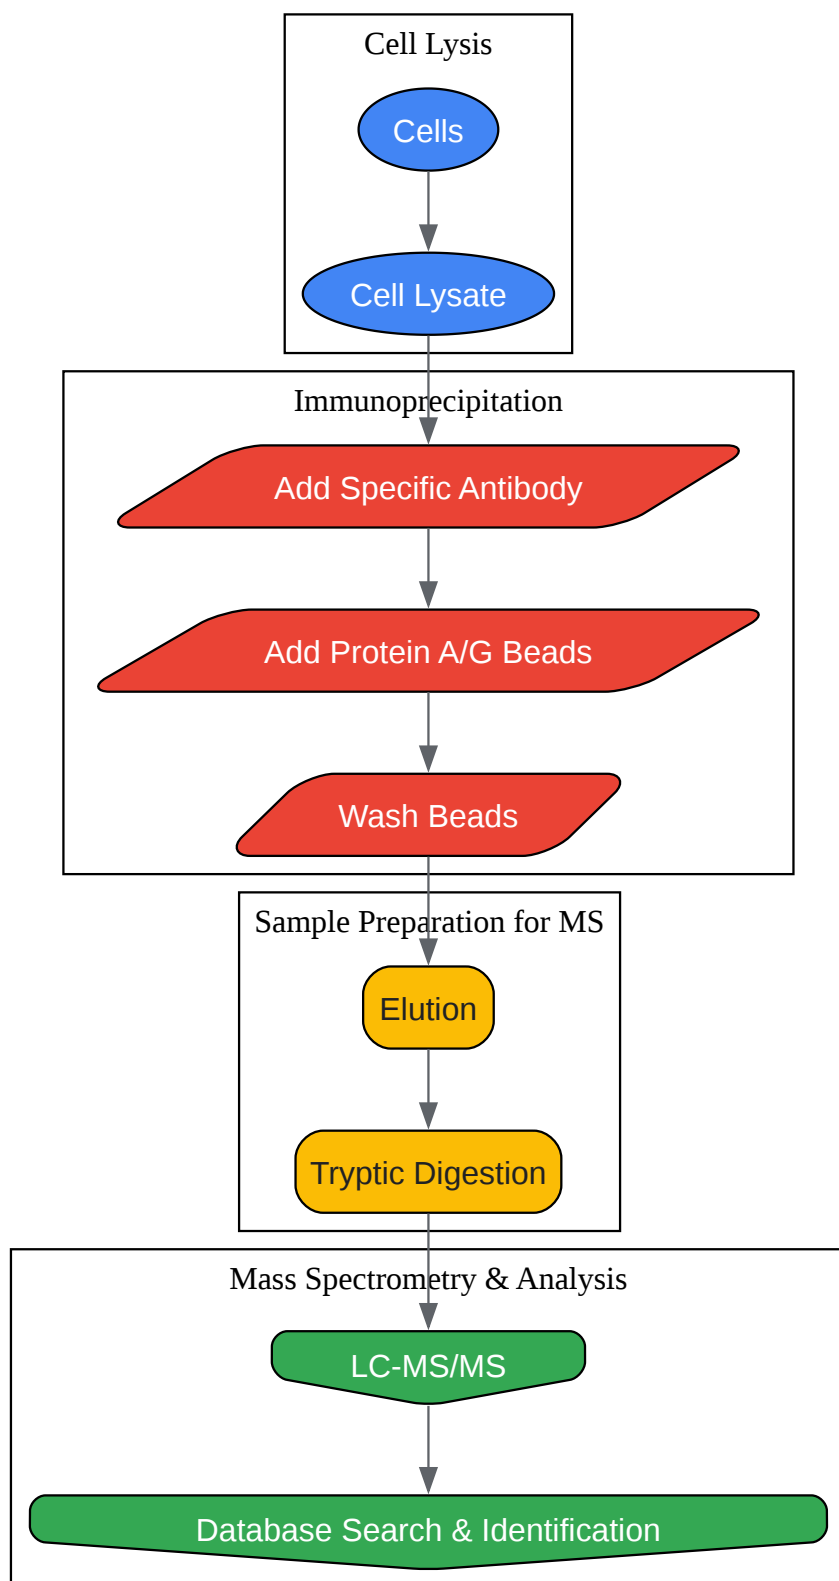 Cell Lysis
Cells
Cell Lysate
Immunoprecipitation
Add Specific Antibody
Add Protein A/G Beads
Wash Beads
Sample Preparation for MS
Elution
Tryptic Digestion
Mass Spectrometry & Analysis
LC-MS/MS
Database Search & Identification